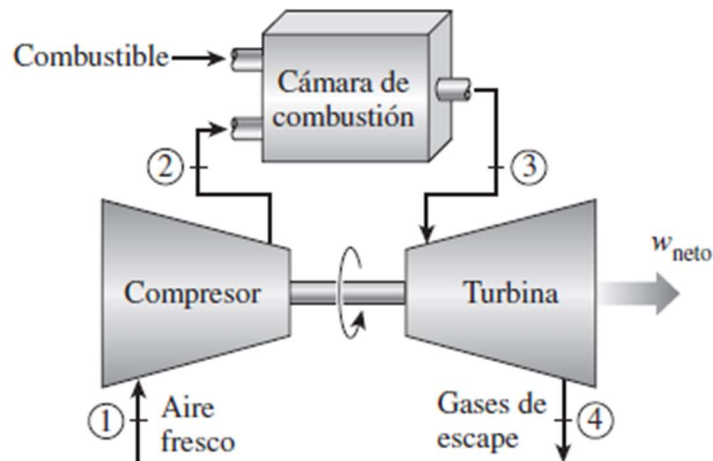 Combustible
Cámara de
combustión
2
3
w neto
Compresor
Turbina
1
Aire
fresco
Gases de
escape
4